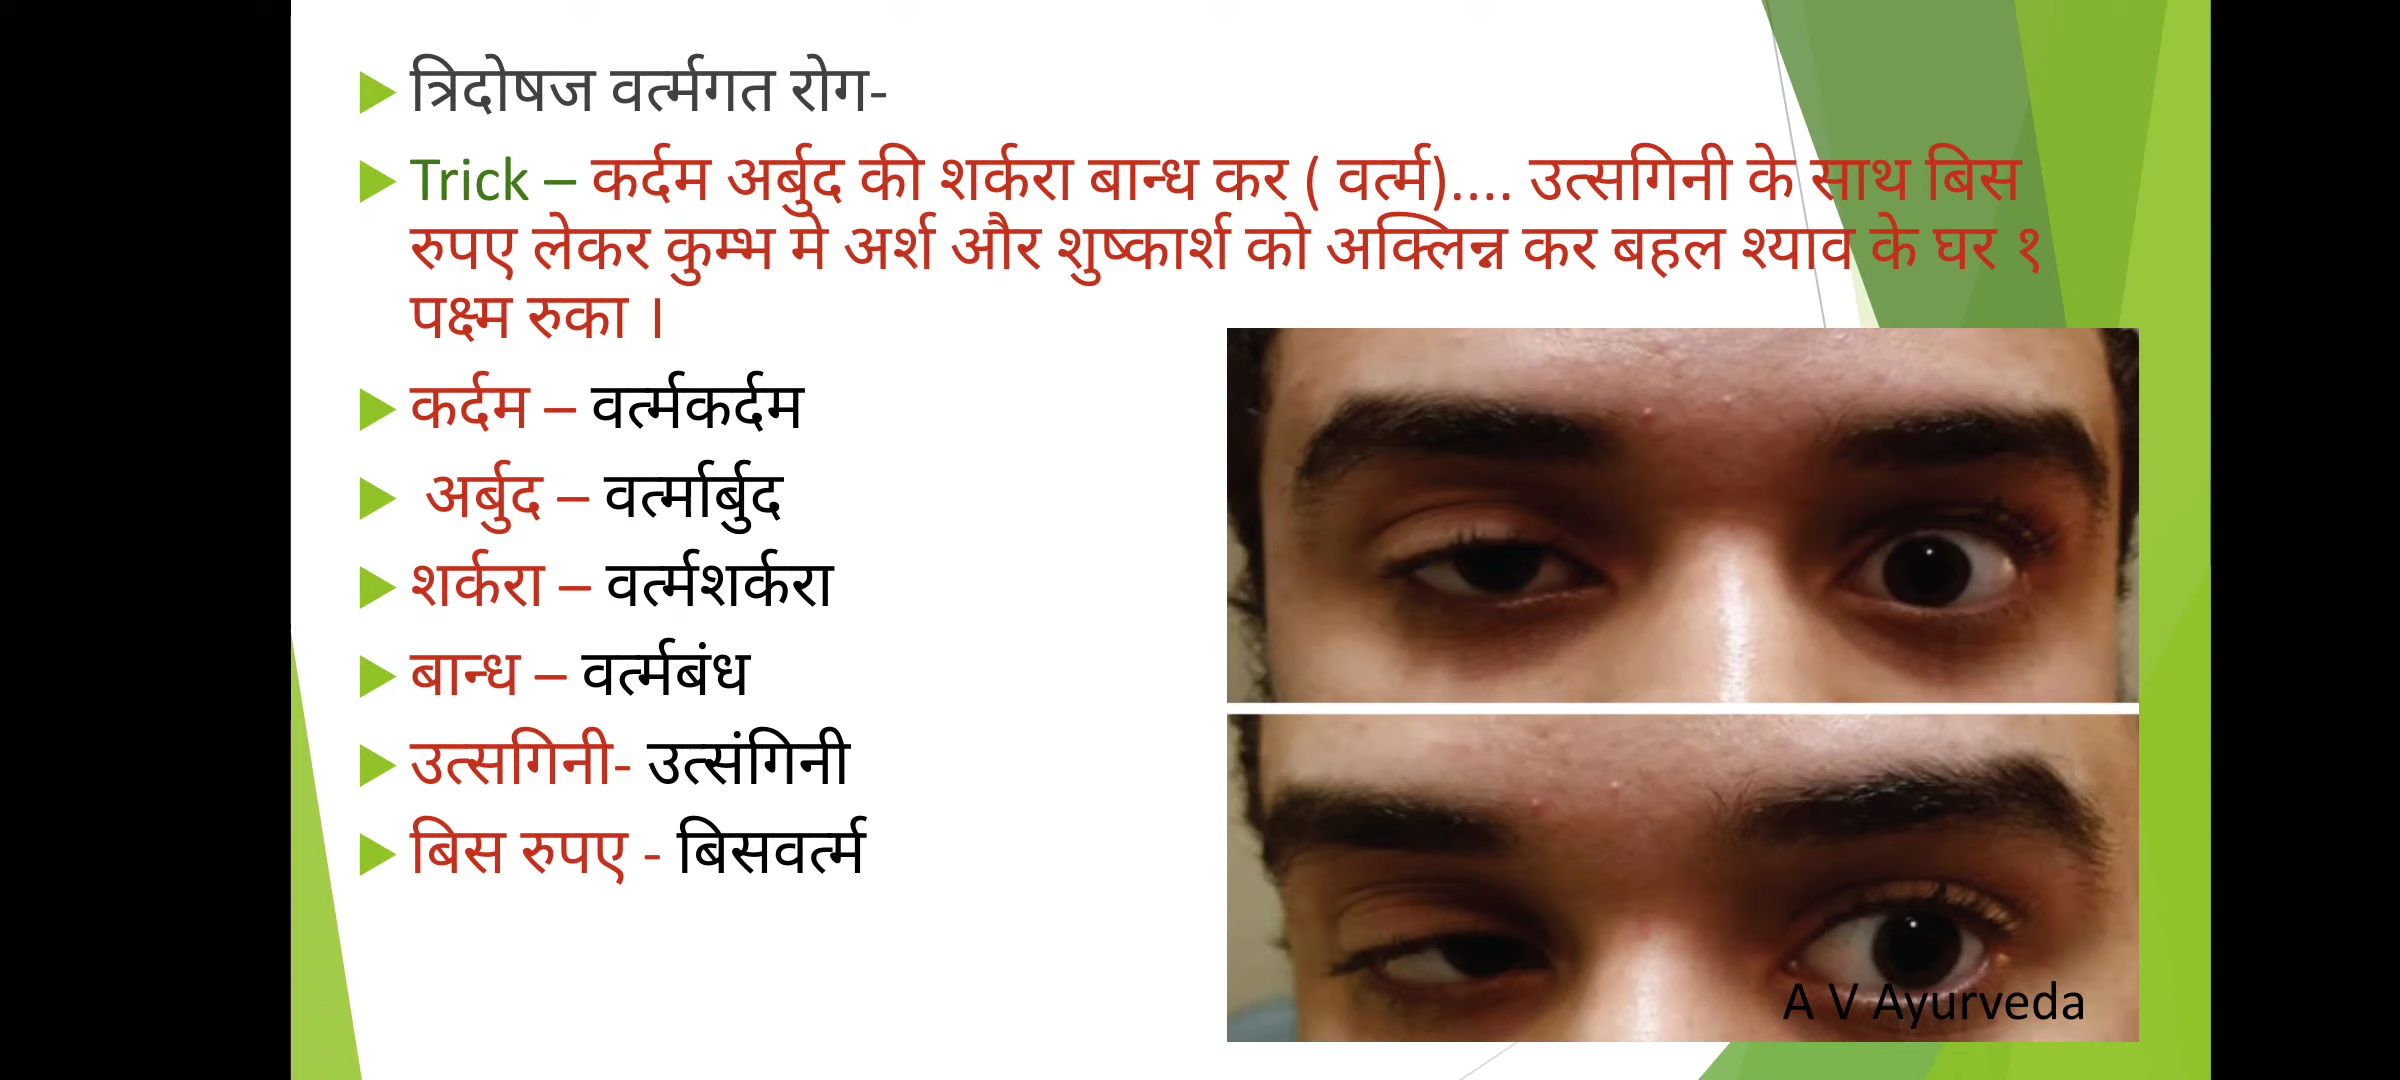 त्रिदोषज वर्त्मगत रोग-
Trick – कर्दम अर्बुद की शर्करा बान्ध कर ( वर्त्म).... उत्सगिनी के साथ बिस
रुपए लेकर कुम्भ मे अर्श और शुष्कार्श को अक्लिन्न कर बहल श्याव के घर १
पक्ष्म रुका ।
कर्दम – वर्त्मकर्दम
अर्बुद – वर्त्मार्बुद
शर्करा – वर्त्मशर्करा
बान्ध – वर्त्मबंध
उत्सगिनी- उत्संगिनी
बिस रुपए - बिसवर्त्म
A V Ayurveda